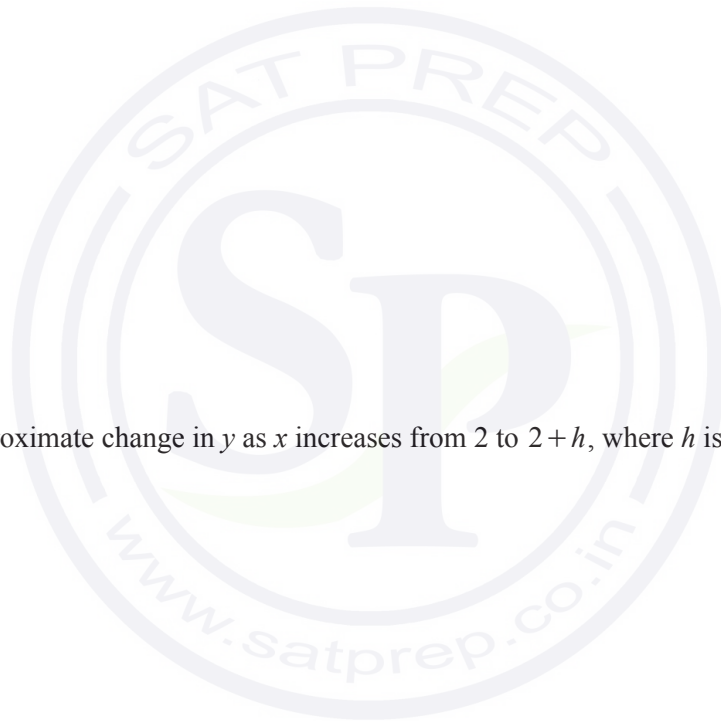 SAT PREP
SP
oximate change in y as x increases from 2 to 2 + h, where h is
www.satprep.co.in